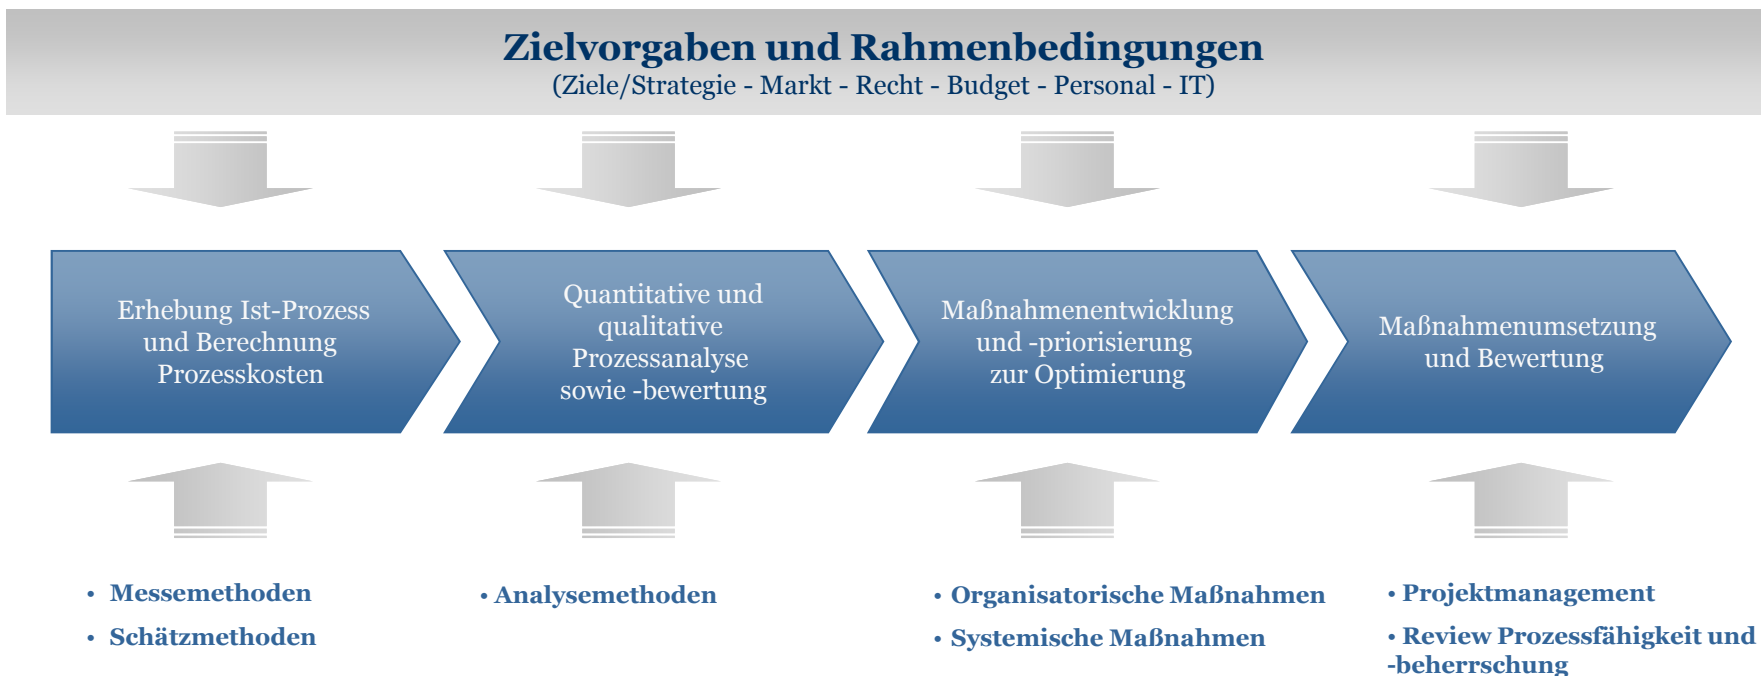 Zielvorgaben und Rahmenbedingungen
(Ziele/Strategie - Markt - Recht - Budget - Personal - IT)
Erhebung Ist-Prozess
und Berechnung
Prozesskosten
Quantitative und
qualitative
Prozessanalyse
sowie -bewertung
Maßnahmenentwicklung
und -priorisierung
zur Optimierung
Maßnahmenumsetzung
und Bewertung
• Messemethoden
• Schätzmethoden
• Analysemethoden
• Organisatorische Maßnahmen
• Systemische Maßnahmen
• Projektmanagement
• Review Prozessfähigkeit und
-beherrschung